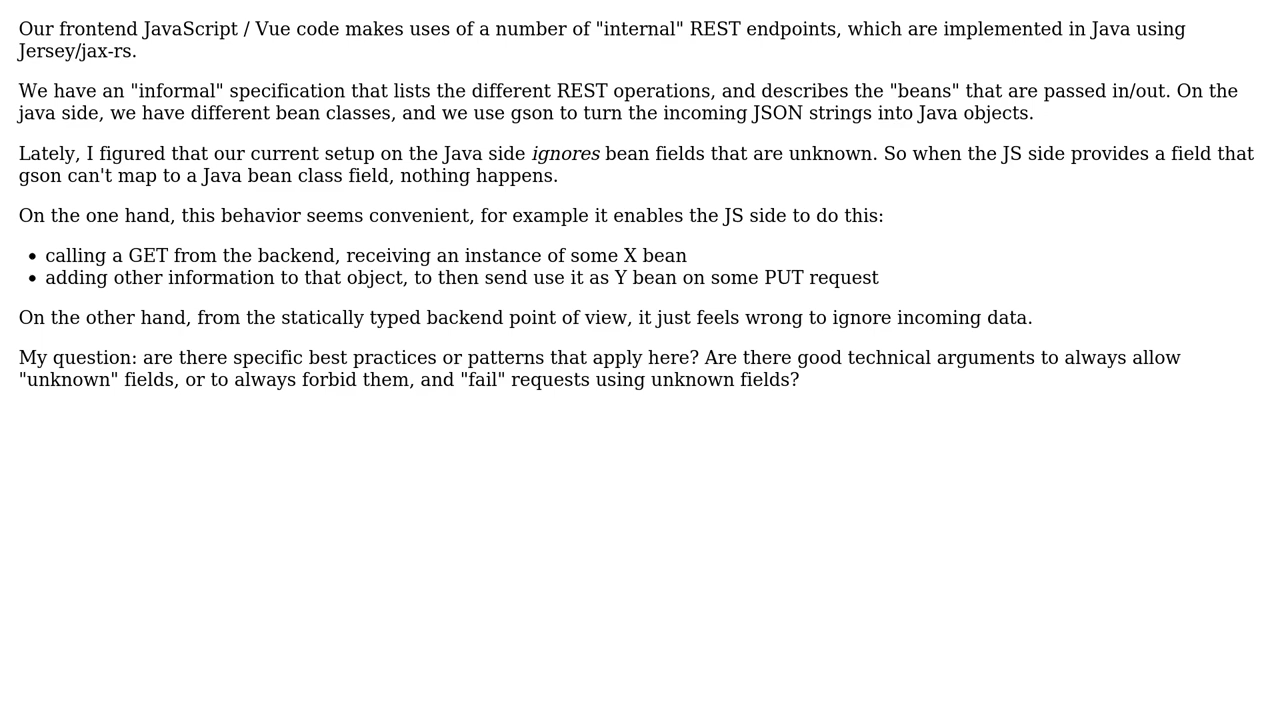 Our frontend JavaScript / Vue code makes uses of a number of "internal" REST endpoints, which are implemented in Java using
Jersey/jax-rs.
We have an "informal" specification that lists the different REST operations, and describes the "beans" that are passed in/out. On the
java side, we have different bean classes, and we use gson to turn the incoming JSON strings into Java objects.
Lately, I figured that our current setup on the Java side ignores bean fields that are unknown. So when the JS side provides a field that
gson can't map to a Java bean class field, nothing happens.
On the one hand, this behavior seems convenient, for example it enables the JS side to do this:
• calling a GET from the backend, receiving an instance of some X bean
• adding other information to that object, to then send use it as Y bean on some PUT request
On the other hand, from the statically typed backend point of view, it just feels wrong to ignore incoming data.
My question: are there specific best practices or patterns that apply here? Are there good technical arguments to always allow
"unknown" fields, or to always forbid them, and "fail" requests using unknown fields?